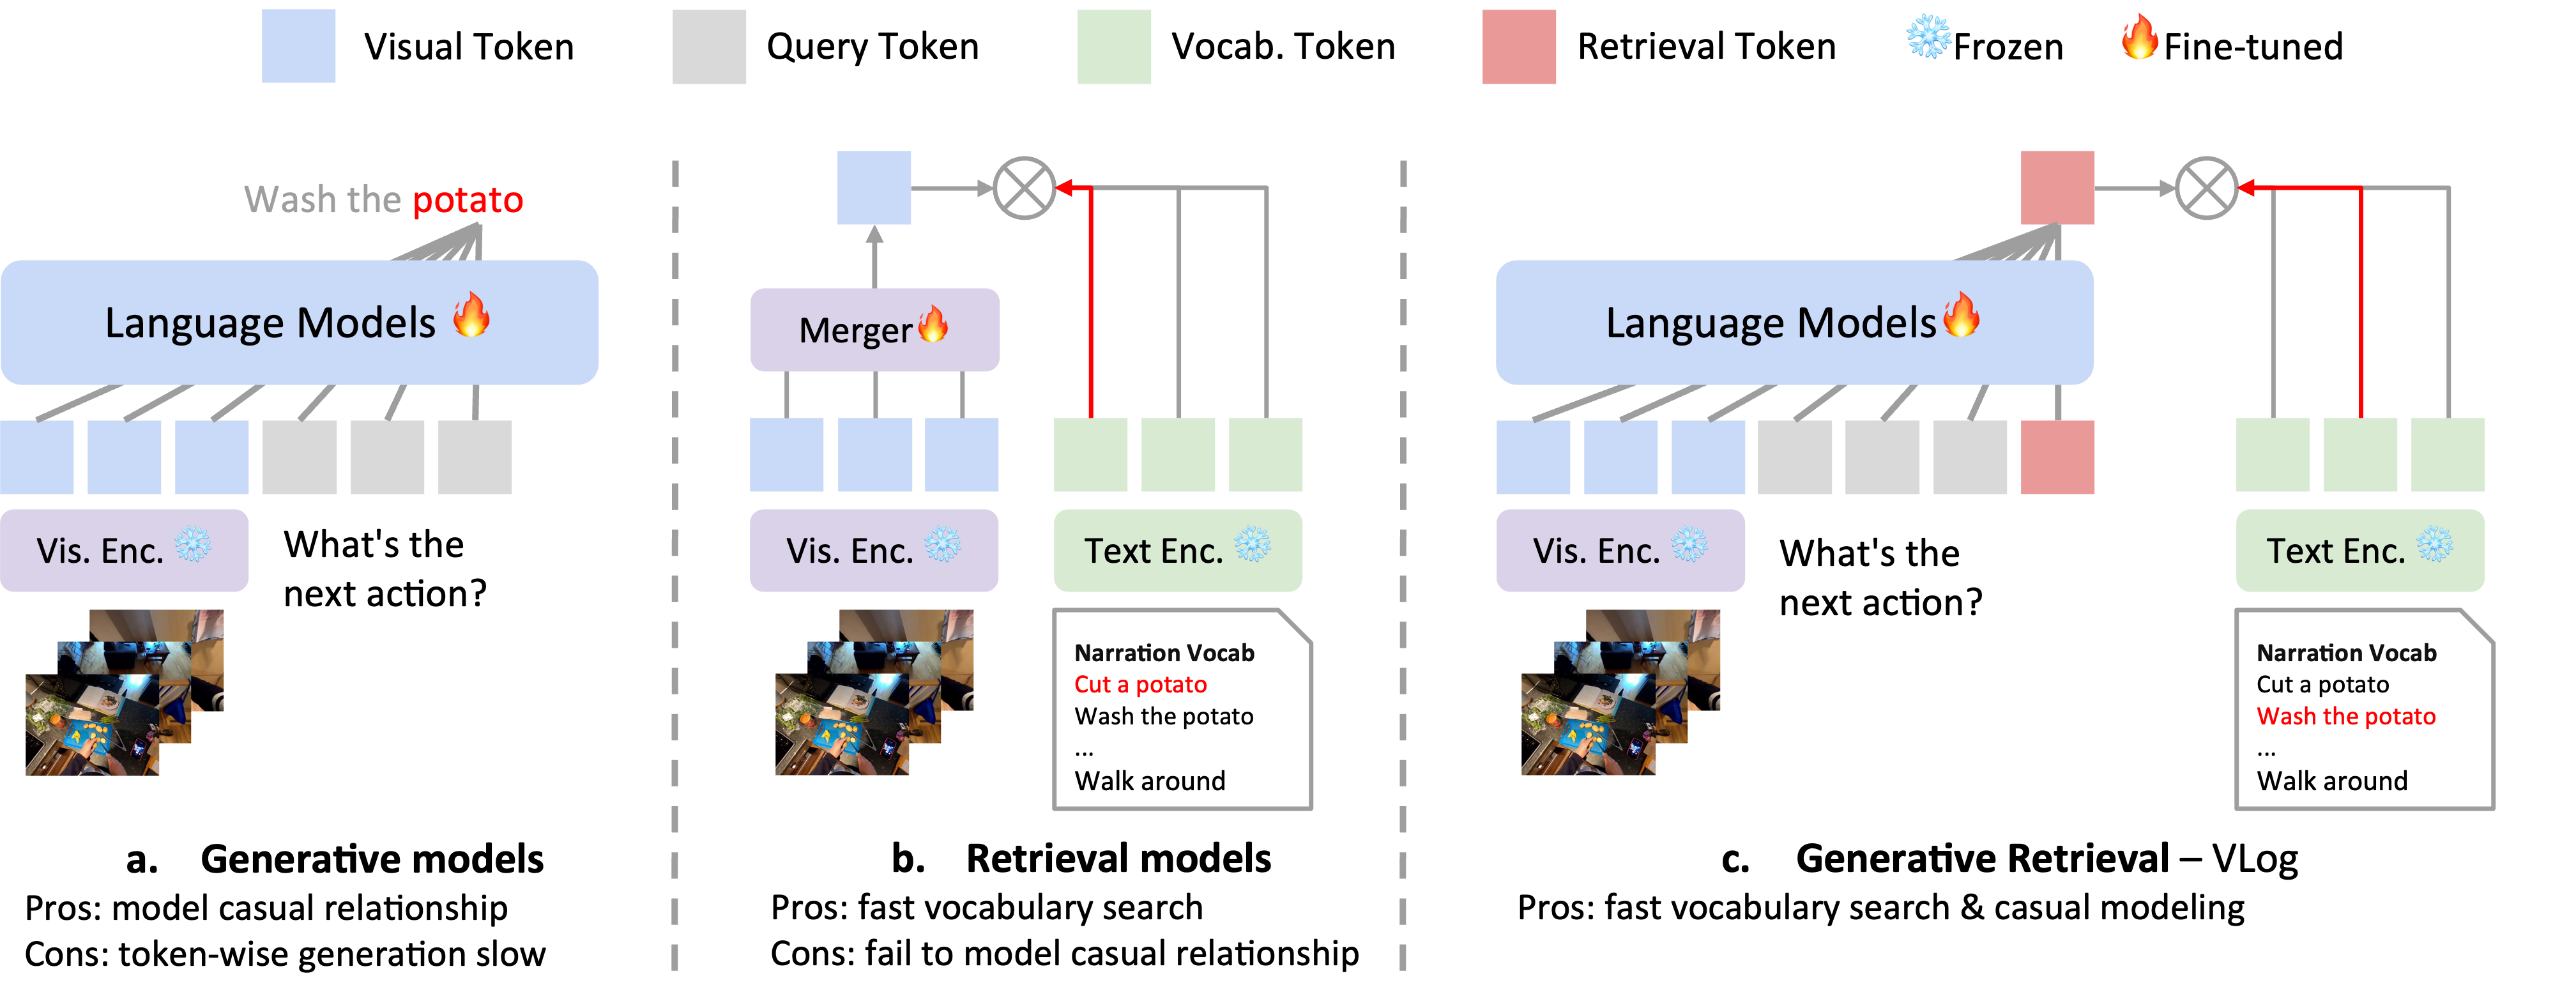 Visual Token
Query Token
Vocab. Token
Retrieval Token
Frozen
Fine-tuned
Wash the potato
Language Models
Vis. Enc.
What's the
next action?
a. Generative models
Pros: model casual relationship
Cons: token-wise generation slow
Merger
Vis. Enc.
Text Enc.
Narration Vocab
Cut a potato
Wash the potato
...
Walk around
b. Retrieval models
Pros: fast vocabulary search
Cons: fail to model casual relationship
Language Models
Vis. Enc.
What's the
next action?
Text Enc.
Narration Vocab
Cut a potato
Wash the potato
...
Walk around
c. Generative Retrieval – VLog
Pros: fast vocabulary search & casual modeling